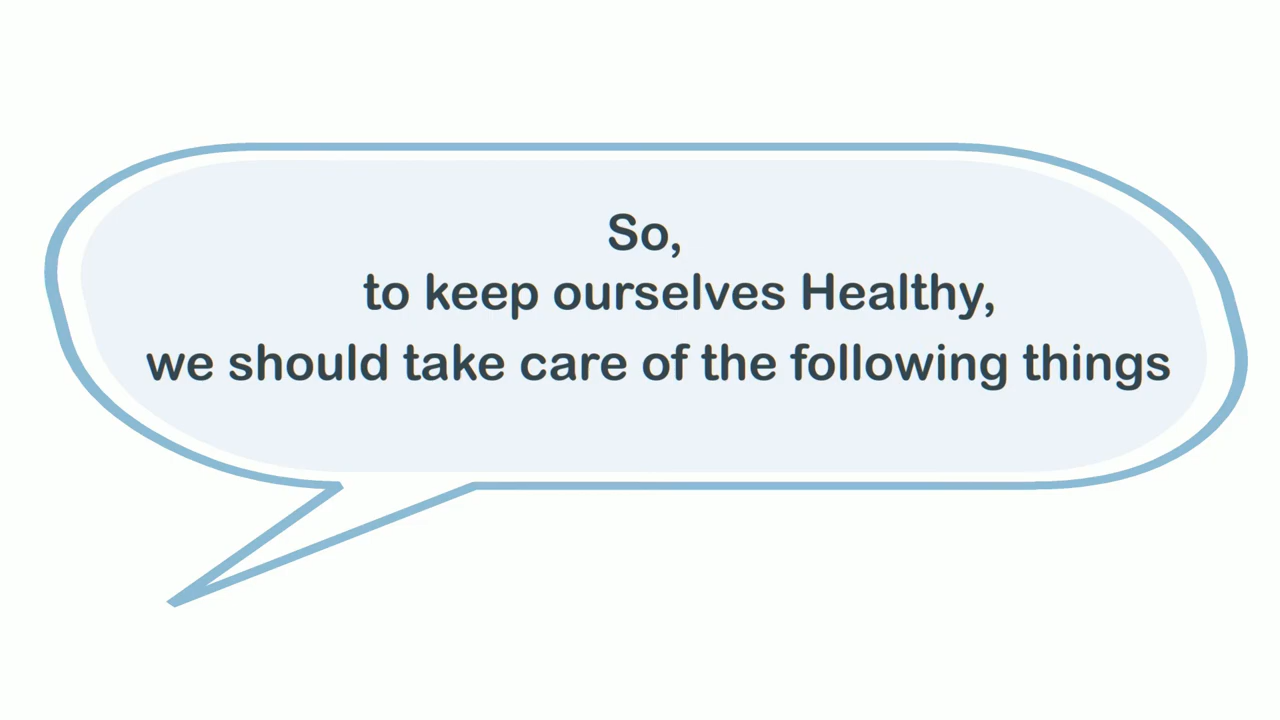 So,
to keep ourselves Healthy,
we should take care of the following things